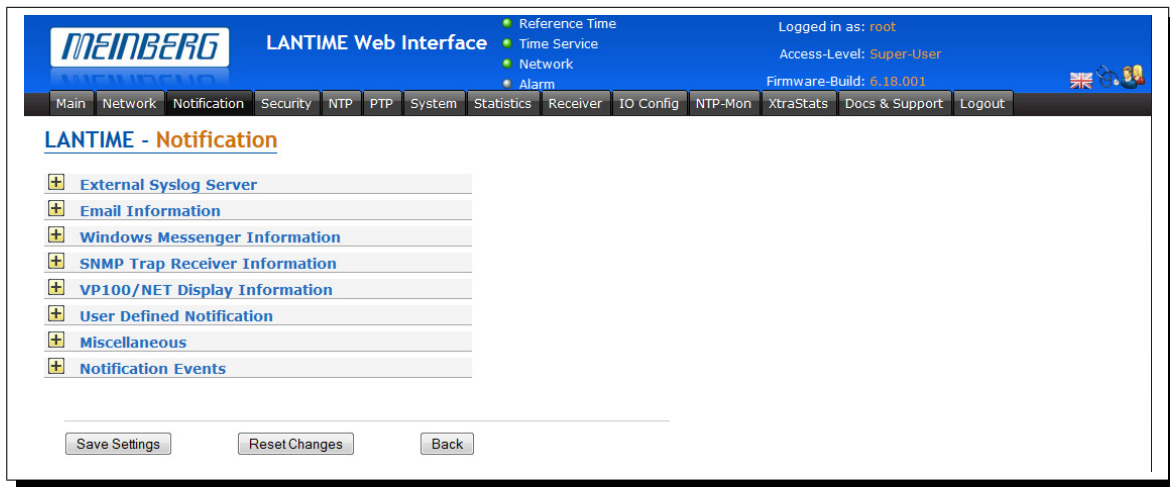 MEINBERG
LANTIME Web Interface
Reference Time
Time Service
Network
Alarm
Logged in as: root
Access-Level: Super-User
Firmware-Build: 6.18.001
Main Network Notification Security NTP PTP System Statistics Receiver IO Config NTP-Mon XtraStats Docs & Support Logout
LANTIME - Notification
External Syslog Server
Email Information
Windows Messenger Information
SNMP Trap Receiver Information
VP100/NET Display Information
User Defined Notification
Miscellaneous
Notification Events
Save Settings Reset Changes Back